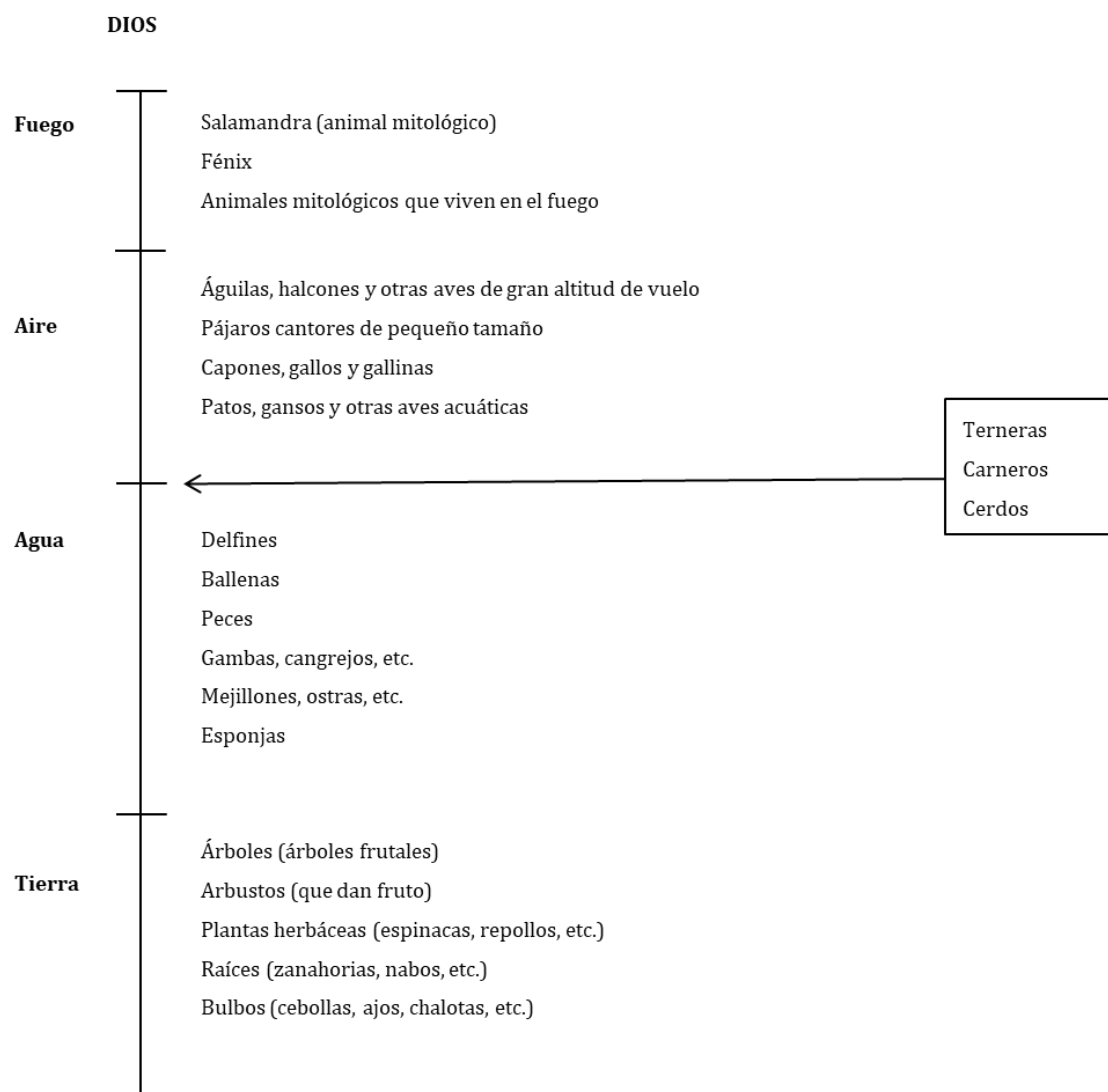 DIOS
Fuego
Salamandra (animal mitológico)
Fénix
Animales mitológicos que viven en el fuego
Aire
Águilas, halcones y otras aves de gran altitud de vuelo
Pájaros cantores de pequeño tamaño
Capones, gallos y gallinas
Patos, gansos y otras aves acuáticas
Terneras
Carneros
Cerdos
Agua
Delfines
Ballenas
Peces
Gambas, cangrejos, etc.
Mejillones, ostras, etc.
Esponjas
Tierra
Árboles (árboles frutales)
Arbustos (que dan fruto)
Plantas herbáceas (espinacas, repollos, etc.)
Raíces (zanahorias, nabos, etc.)
Bulbos (cebollas, ajos, chalotas, etc.)